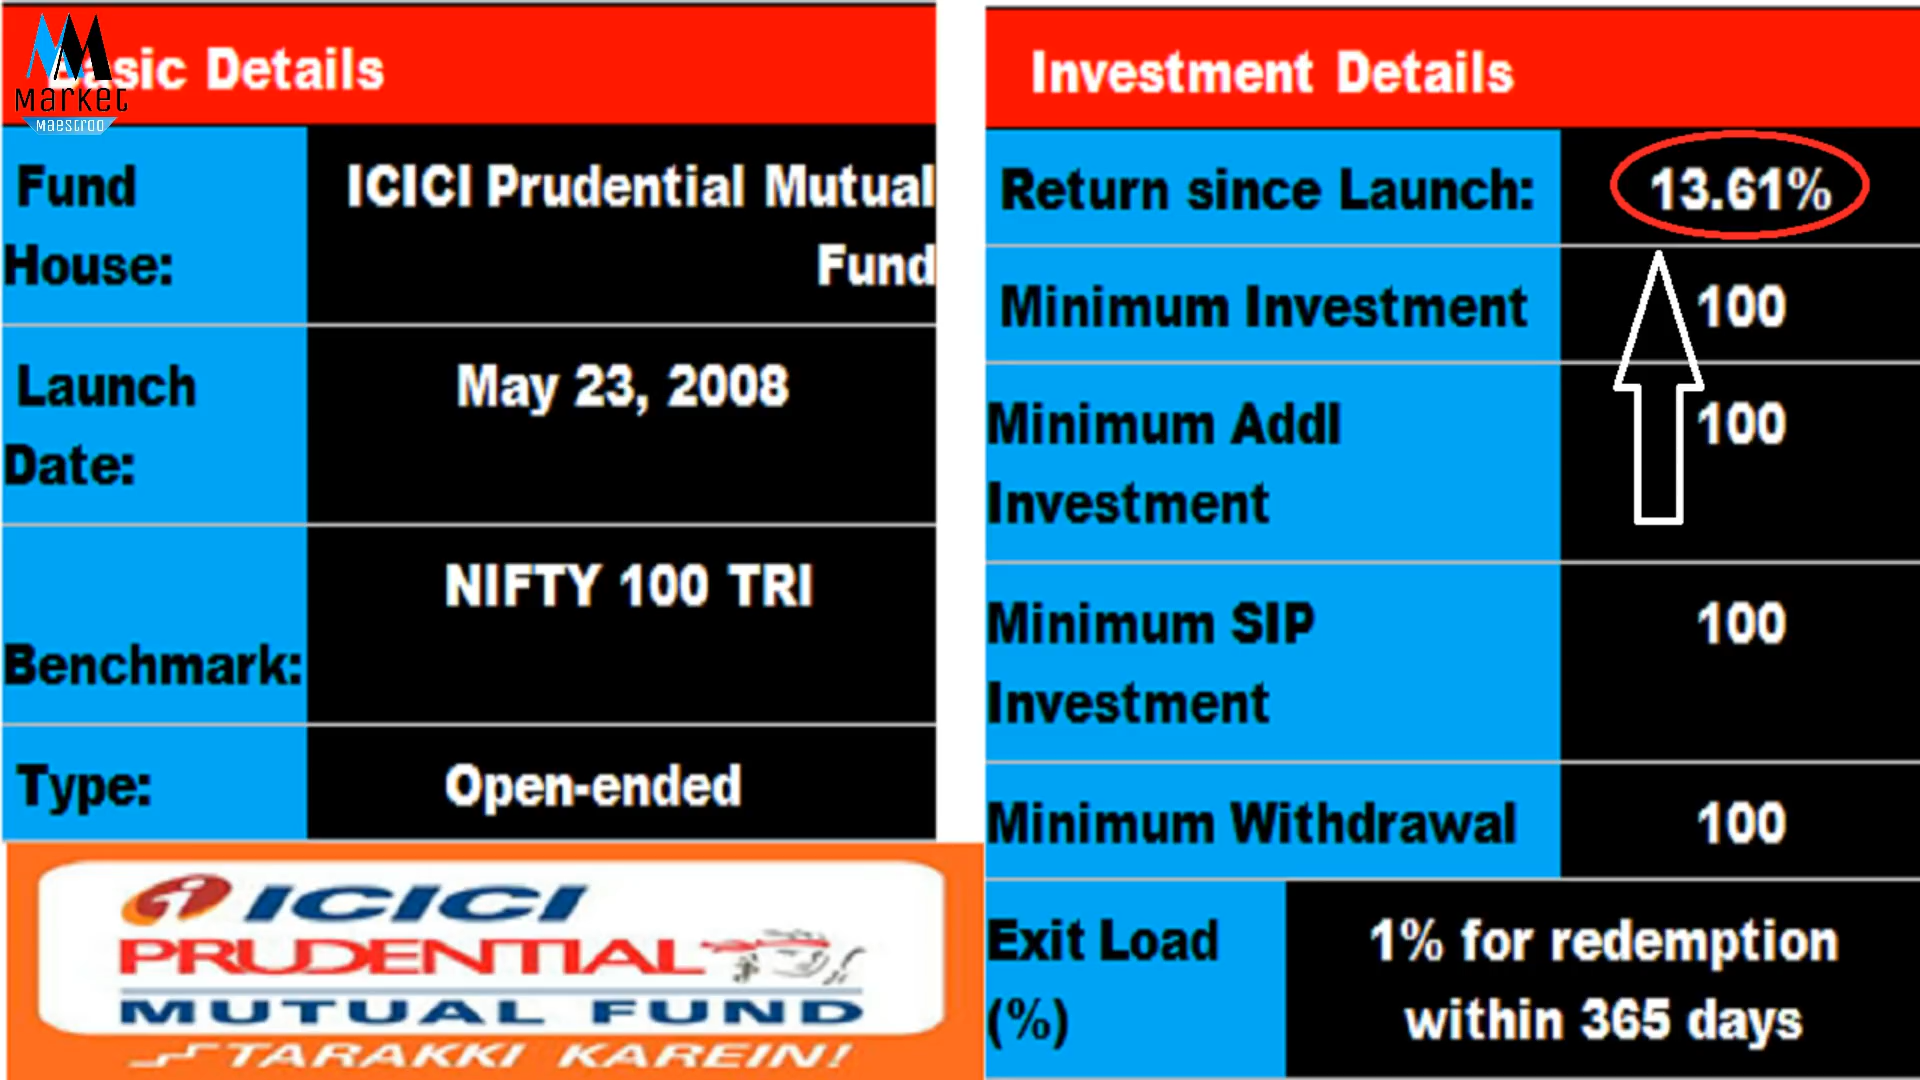 Basic Details
Market
Maestroo
Fund House:
ICICI Prudential Mutual
Fund
Launch Date:
May 23, 2008
Benchmark:
NIFTY 100 TRI
Type:
Open-ended
ICICI
PRUDENTIAL
MUTUAL FUND
TARAKKI KAREIN!
Investment Details
Return since Launch:
13.61%
Minimum Investment
100
Minimum Addl
Investment
100
Minimum SIP
Investment
100
Minimum Withdrawal
100
Exit Load
(%)
1% for redemption
within 365 days